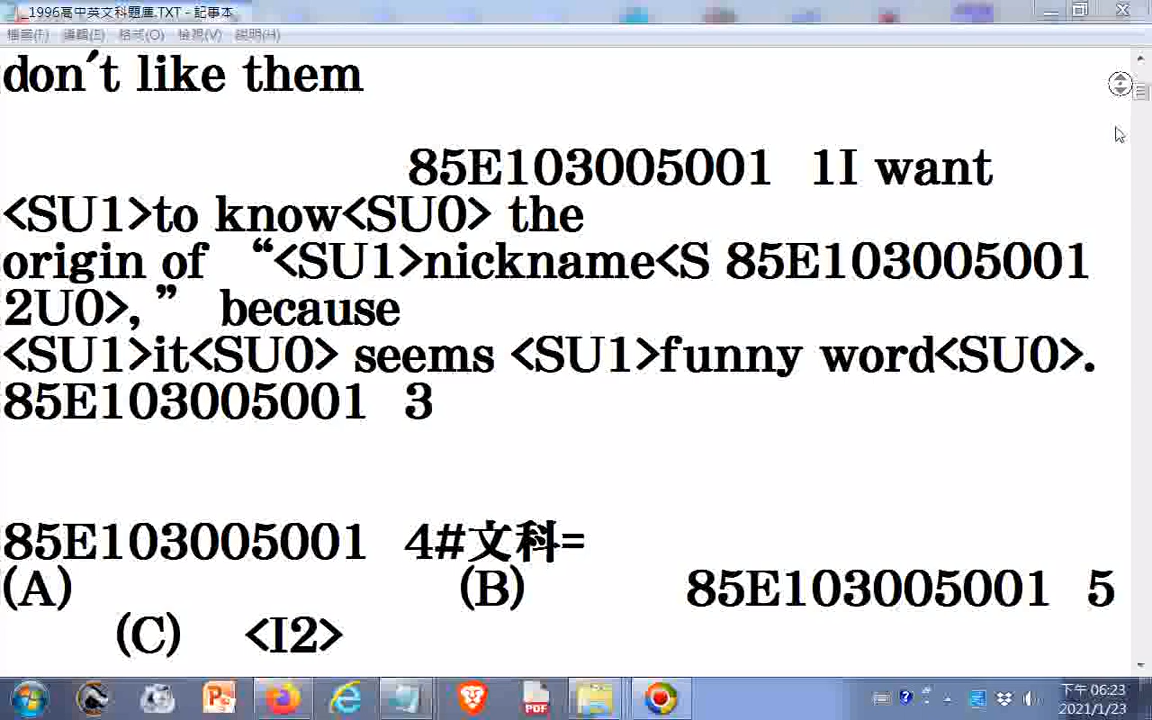 _1996高中英文科題庫.TXT - 記事本
檔案(F) 編輯(E) 格式(O) 檢視(V) 說明(H)
don't like them
85E103005001 1I want
<SU1>to know<SU0> the
origin of “<SU1>nickname<S 85E103005001
2U0>,” because
<SU1>it<SU0> seems <SU1>funny word<SU0>.
85E103005001 3
85E103005001 4#文科=
(A) (B) 85E103005001 5
(C) <I2>
PDF
下午 06:23
2021/1/23